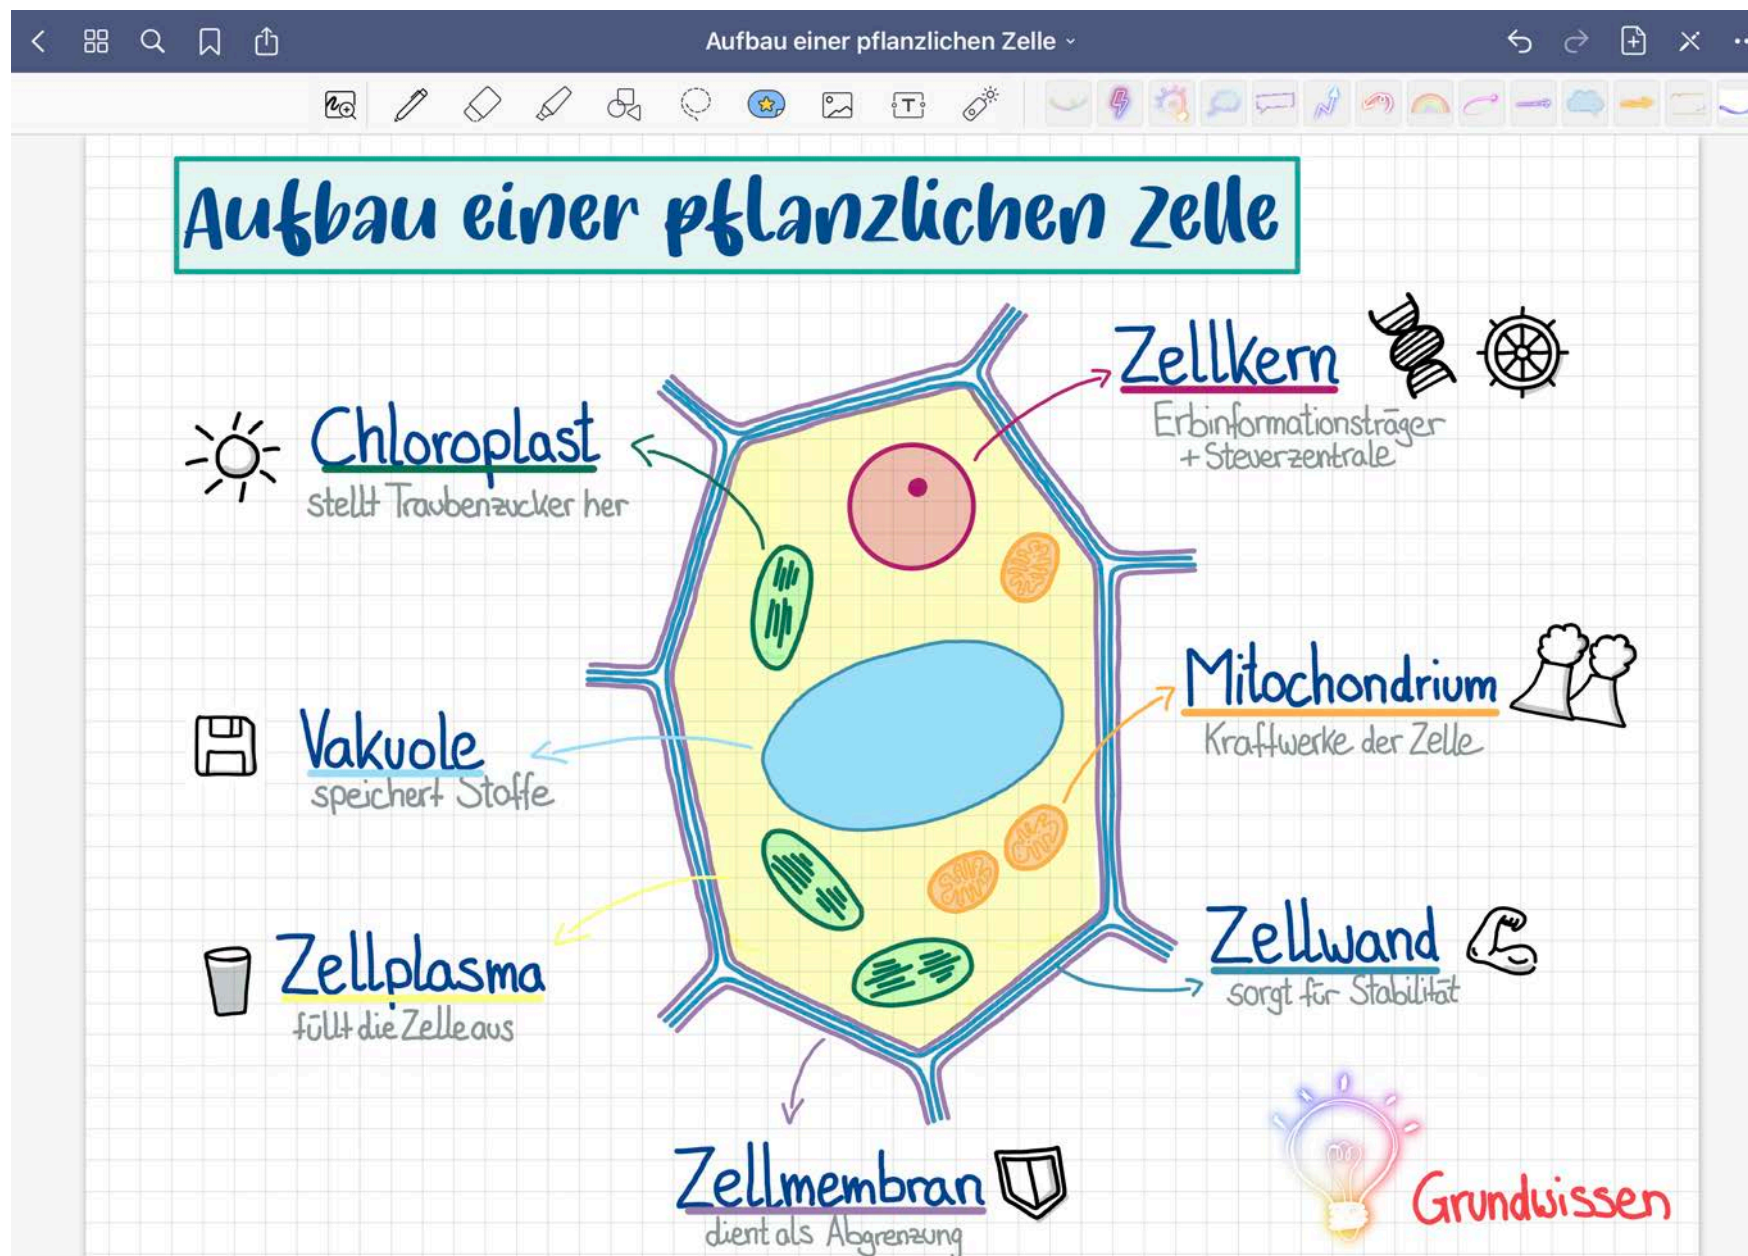 Aufbau einer pflanzlichen Zelle
T
Aufbau einer pflanzlichen Zelle
Zellkern
Erbinformationsträger
+ Steuerzentrale
Chloroplast
stellt Traubenzucker her
Mitochondrium
Kraftwerke der Zelle
Vakuole
speichert Stoffe
Zellwand
sorgt für Stabilität
Zellplasma
füllt die Zelle aus
Zellmembran
dient als Abgrenzung
Grundwissen